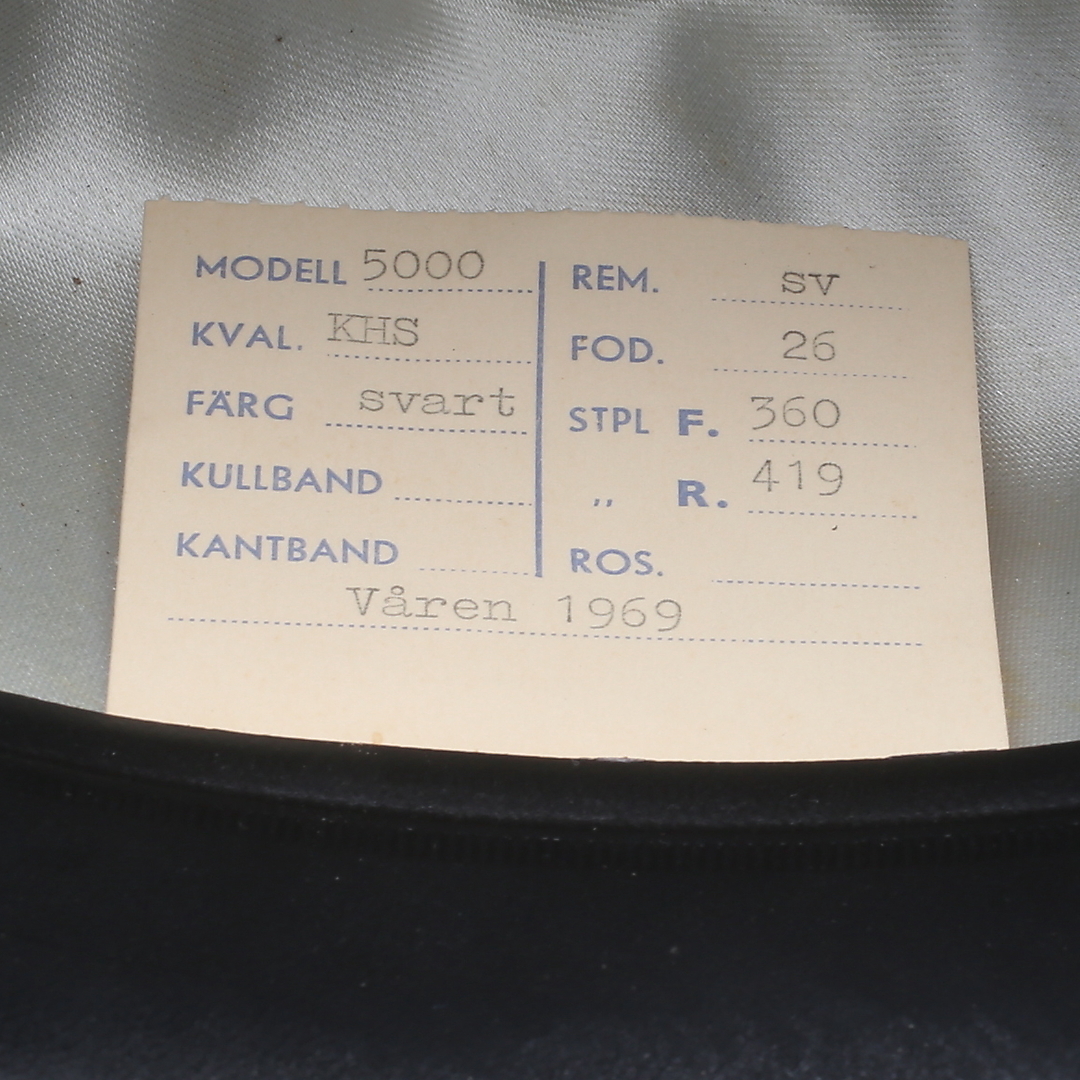 MODELL 5000
KVAL. KHS
FÄRG svart
KULLBAND
KANTBAND
REM. sv
FOD. 26
STPL F. 360
„ R. 419
ROS.
Våren 1969